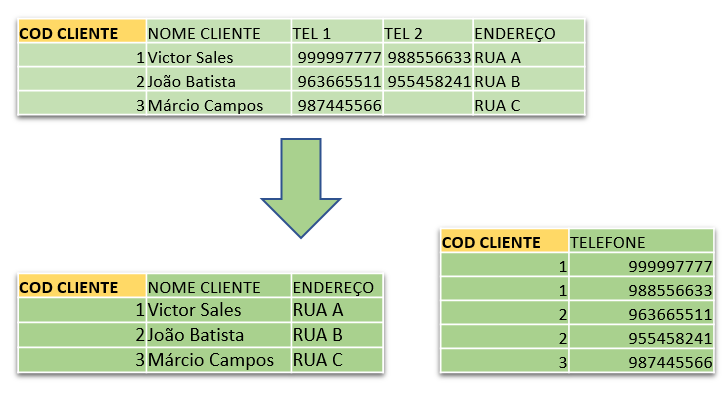 COD CLIENTE NOME CLIENTE TEL 1 TEL 2 ENDEREÇO
1 Victor Sales 999997777 988556633 RUA A
2 João Batista 963665511 955458241 RUA B
3 Márcio Campos 987445566 RUA C
COD CLIENTE NOME CLIENTE ENDEREÇO
1 Victor Sales RUA A
2 João Batista RUA B
3 Márcio Campos RUA C
COD CLIENTE TELEFONE
1 999997777
1 988556633
2 963665511
2 955458241
3 987445566